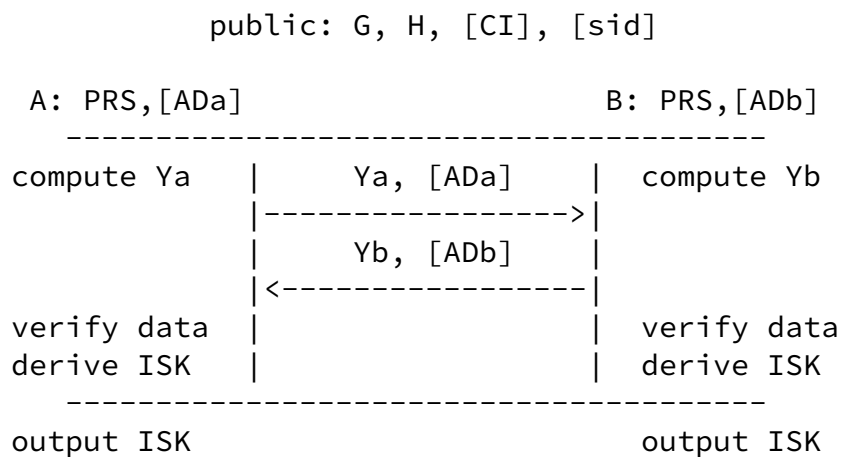 public: G, H, [CI], [sid]
A: PRS,[ADa] B: PRS,[ADb]
---------------------------------------
compute Ya | Ya, [ADa] | compute Yb
|----------------->|
| Yb, [ADb] |
|<-----------------|
verify data | | verify data
derive ISK | | derive ISK
---------------------------------------
output ISK output ISK